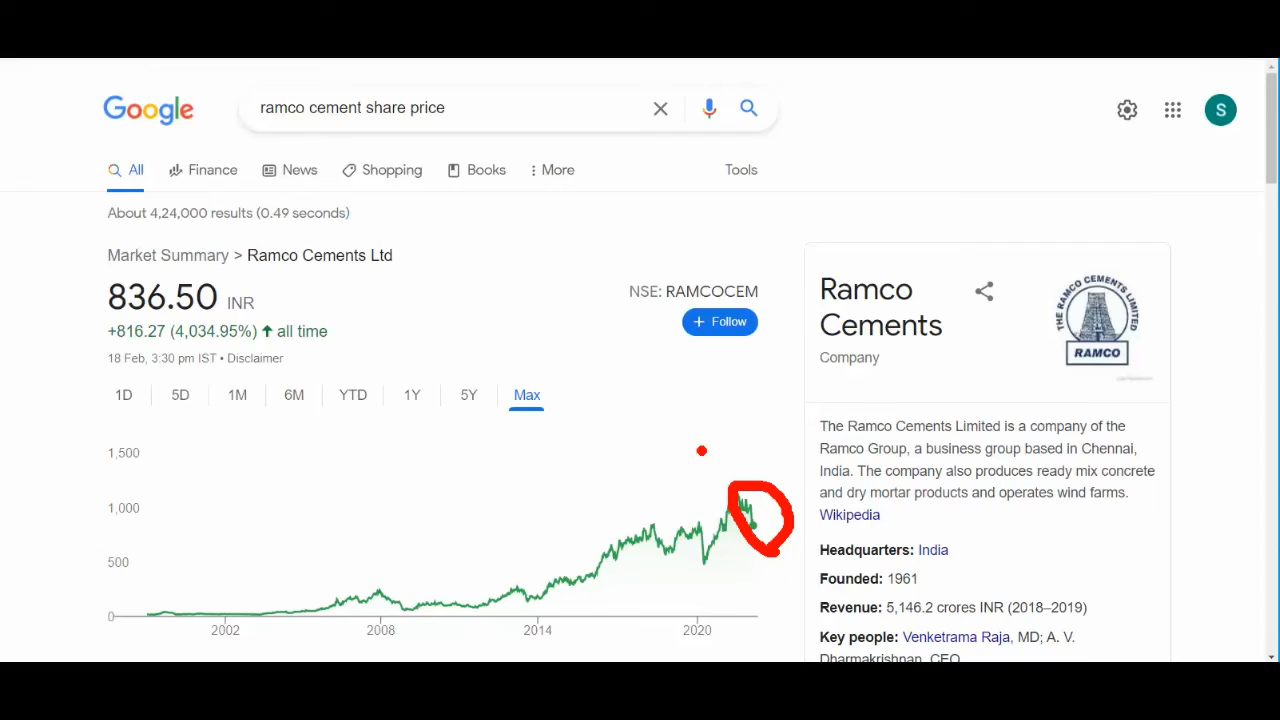 Google
ramco cement share price
S
All Finance News Shopping Books More Tools
About 4,24,000 results (0.49 seconds)
Market Summary > Ramco Cements Ltd
836.50 INR
NSE: RAMCOCEM
+816.27 (4,034.95%) ↑ all time
+ Follow
18 Feb, 3:30 pm IST • Disclaimer
1D 5D 1M 6M YTD 1Y 5Y Max
1,500
1,000
500
0
2002 2008 2014 2020
Ramco
Cements
Company
THE RAMCO CEMENTS LIMITED
RAMCO
The Ramco Cements Limited is a company of the
Ramco Group, a business group based in Chennai,
India. The company also produces ready mix concrete
and dry mortar products and operates wind farms.
Wikipedia
Headquarters: India
Founded: 1961
Revenue: 5,146.2 crores INR (2018–2019)
Key people: Venketrama Raja, MD; A. V.
Dharmakrishnan, CEO